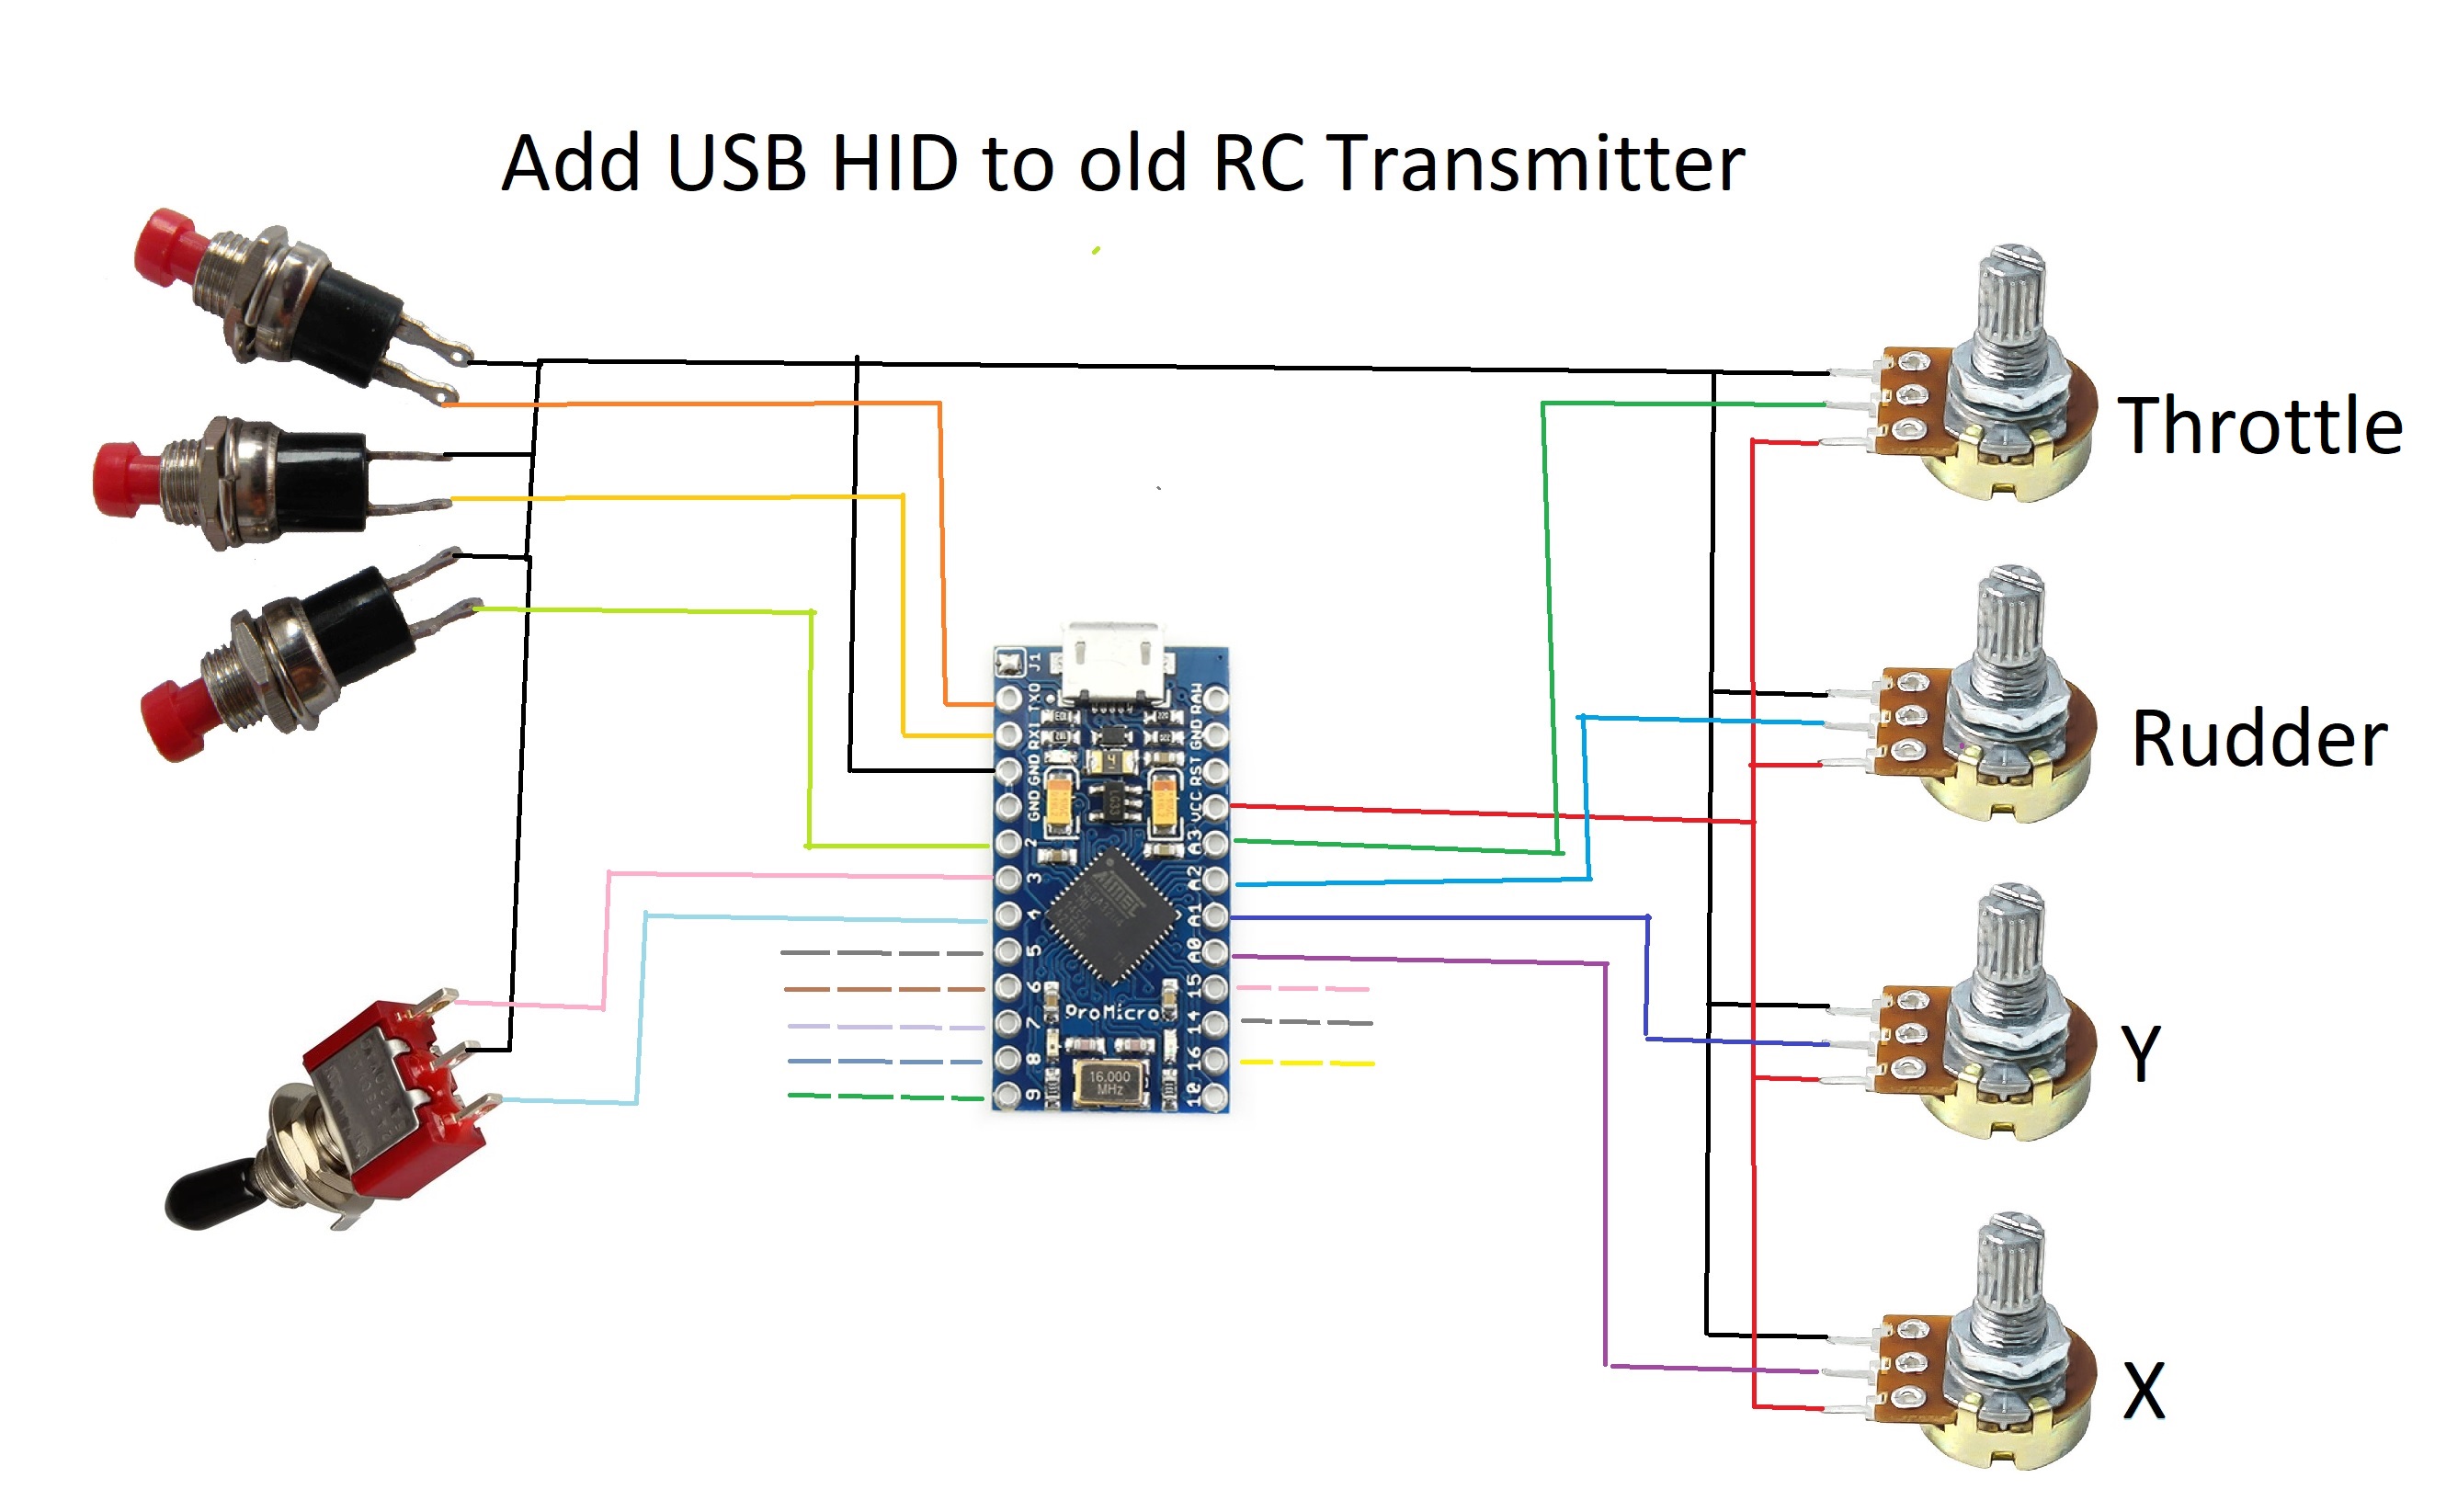 Add USB HID to old RC Transmitter
Throttle
Rudder
Y
X
J1
TXO
RXI
GND
GND
2
3
4
5
6
7
8
9
RAW
GND
RST
VCC
A3
A2
A1
A0
15
14
16
10
ATMEL
ProMicro
16.000
MHz